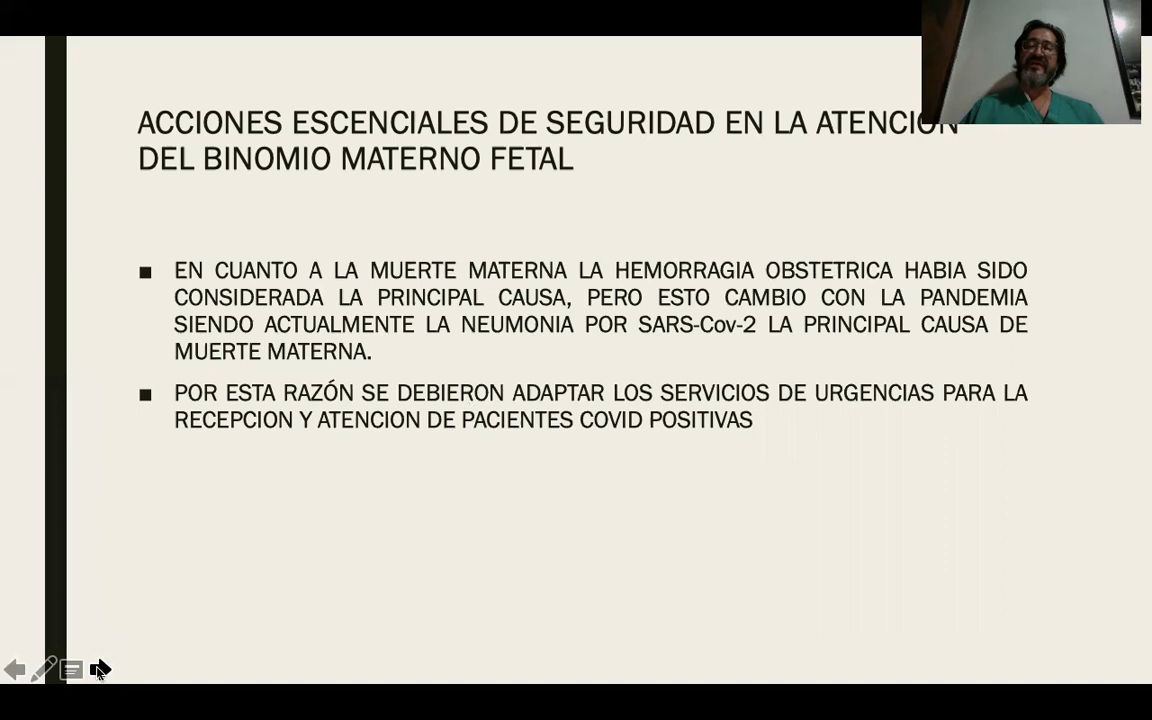 ACCIONES ESCENCIALES DE SEGURIDAD EN LA ATENCION
DEL BINOMIO MATERNO FETAL
■ EN CUANTO A LA MUERTE MATERNA LA HEMORRAGIA OBSTETRICA HABIA SIDO
CONSIDERADA LA PRINCIPAL CAUSA, PERO ESTO CAMBIO CON LA PANDEMIA
SIENDO ACTUALMENTE LA NEUMONIA POR SARS-Cov-2 LA PRINCIPAL CAUSA DE
MUERTE MATERNA.
■ POR ESTA RAZÓN SE DEBIERON ADAPTAR LOS SERVICIOS DE URGENCIAS PARA LA
RECEPCION Y ATENCION DE PACIENTES COVID POSITIVAS